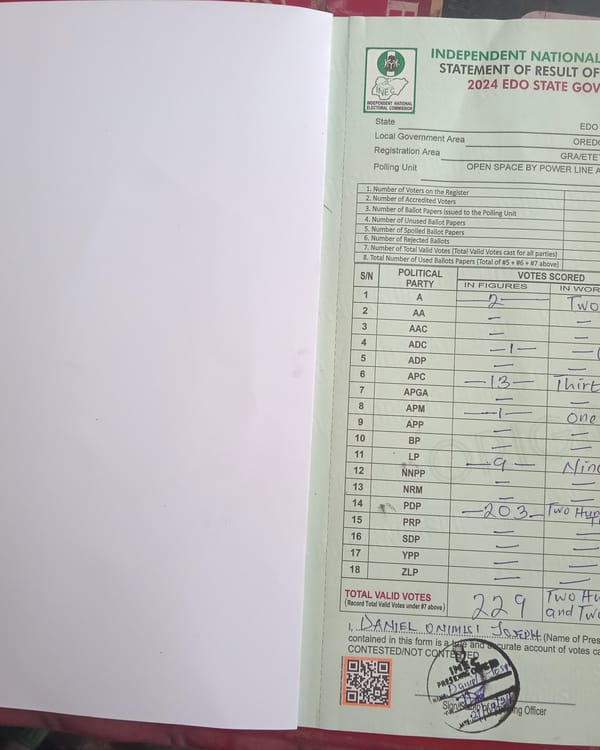 INDEPENDENT NATIONAL
STATEMENT OF RESULT OF
2024 EDO STATE GOV
INEC
INDEPENDENT NATIONAL
ELECTORAL COMMISSION
State EDO
Local Government Area OREDO
Registration Area GRA/ETE
Polling Unit OPEN SPACE BY POWER LINE A
1. Number of Voters on the Register
2. Number of Accredited Voters
3. Number of Ballot Papers Issued to the Polling Unit
4. Number of Unused Ballot Papers
5. Number of Spoiled Ballot Papers
6. Number of Rejected Ballots
7. Number of Total Valid Votes (Total Valid Votes cast for all parties)
8. Total Number of Used Ballots Papers (Total of #5 + #6 + #7 above)
S/N POLITICAL PARTY VOTES SCORED
IN FIGURES IN WOR
1 A 2 Two
2 AA —
3 AAC —
4 ADC —1—
5 ADP —
6 APC —13— Thirt
7 APGA —
8 APM —1— One
9 APP —
10 BP —
11 LP —9— Nine
12 NNPP —
13 NRM —
14 PDP —203— Two Hun
15 PRP —
16 SDP —
17 YPP —
18 ZLP —
TOTAL VALID VOTES 229 Two Hu
(Record Total Valid Votes under #7 above) and Twe
I, DANIEL ONIMISI JOSEPH (Name of Pres
contained in this form is a true and accurate account of votes ca
CONTESTED/NOT CONTESTED
INEC